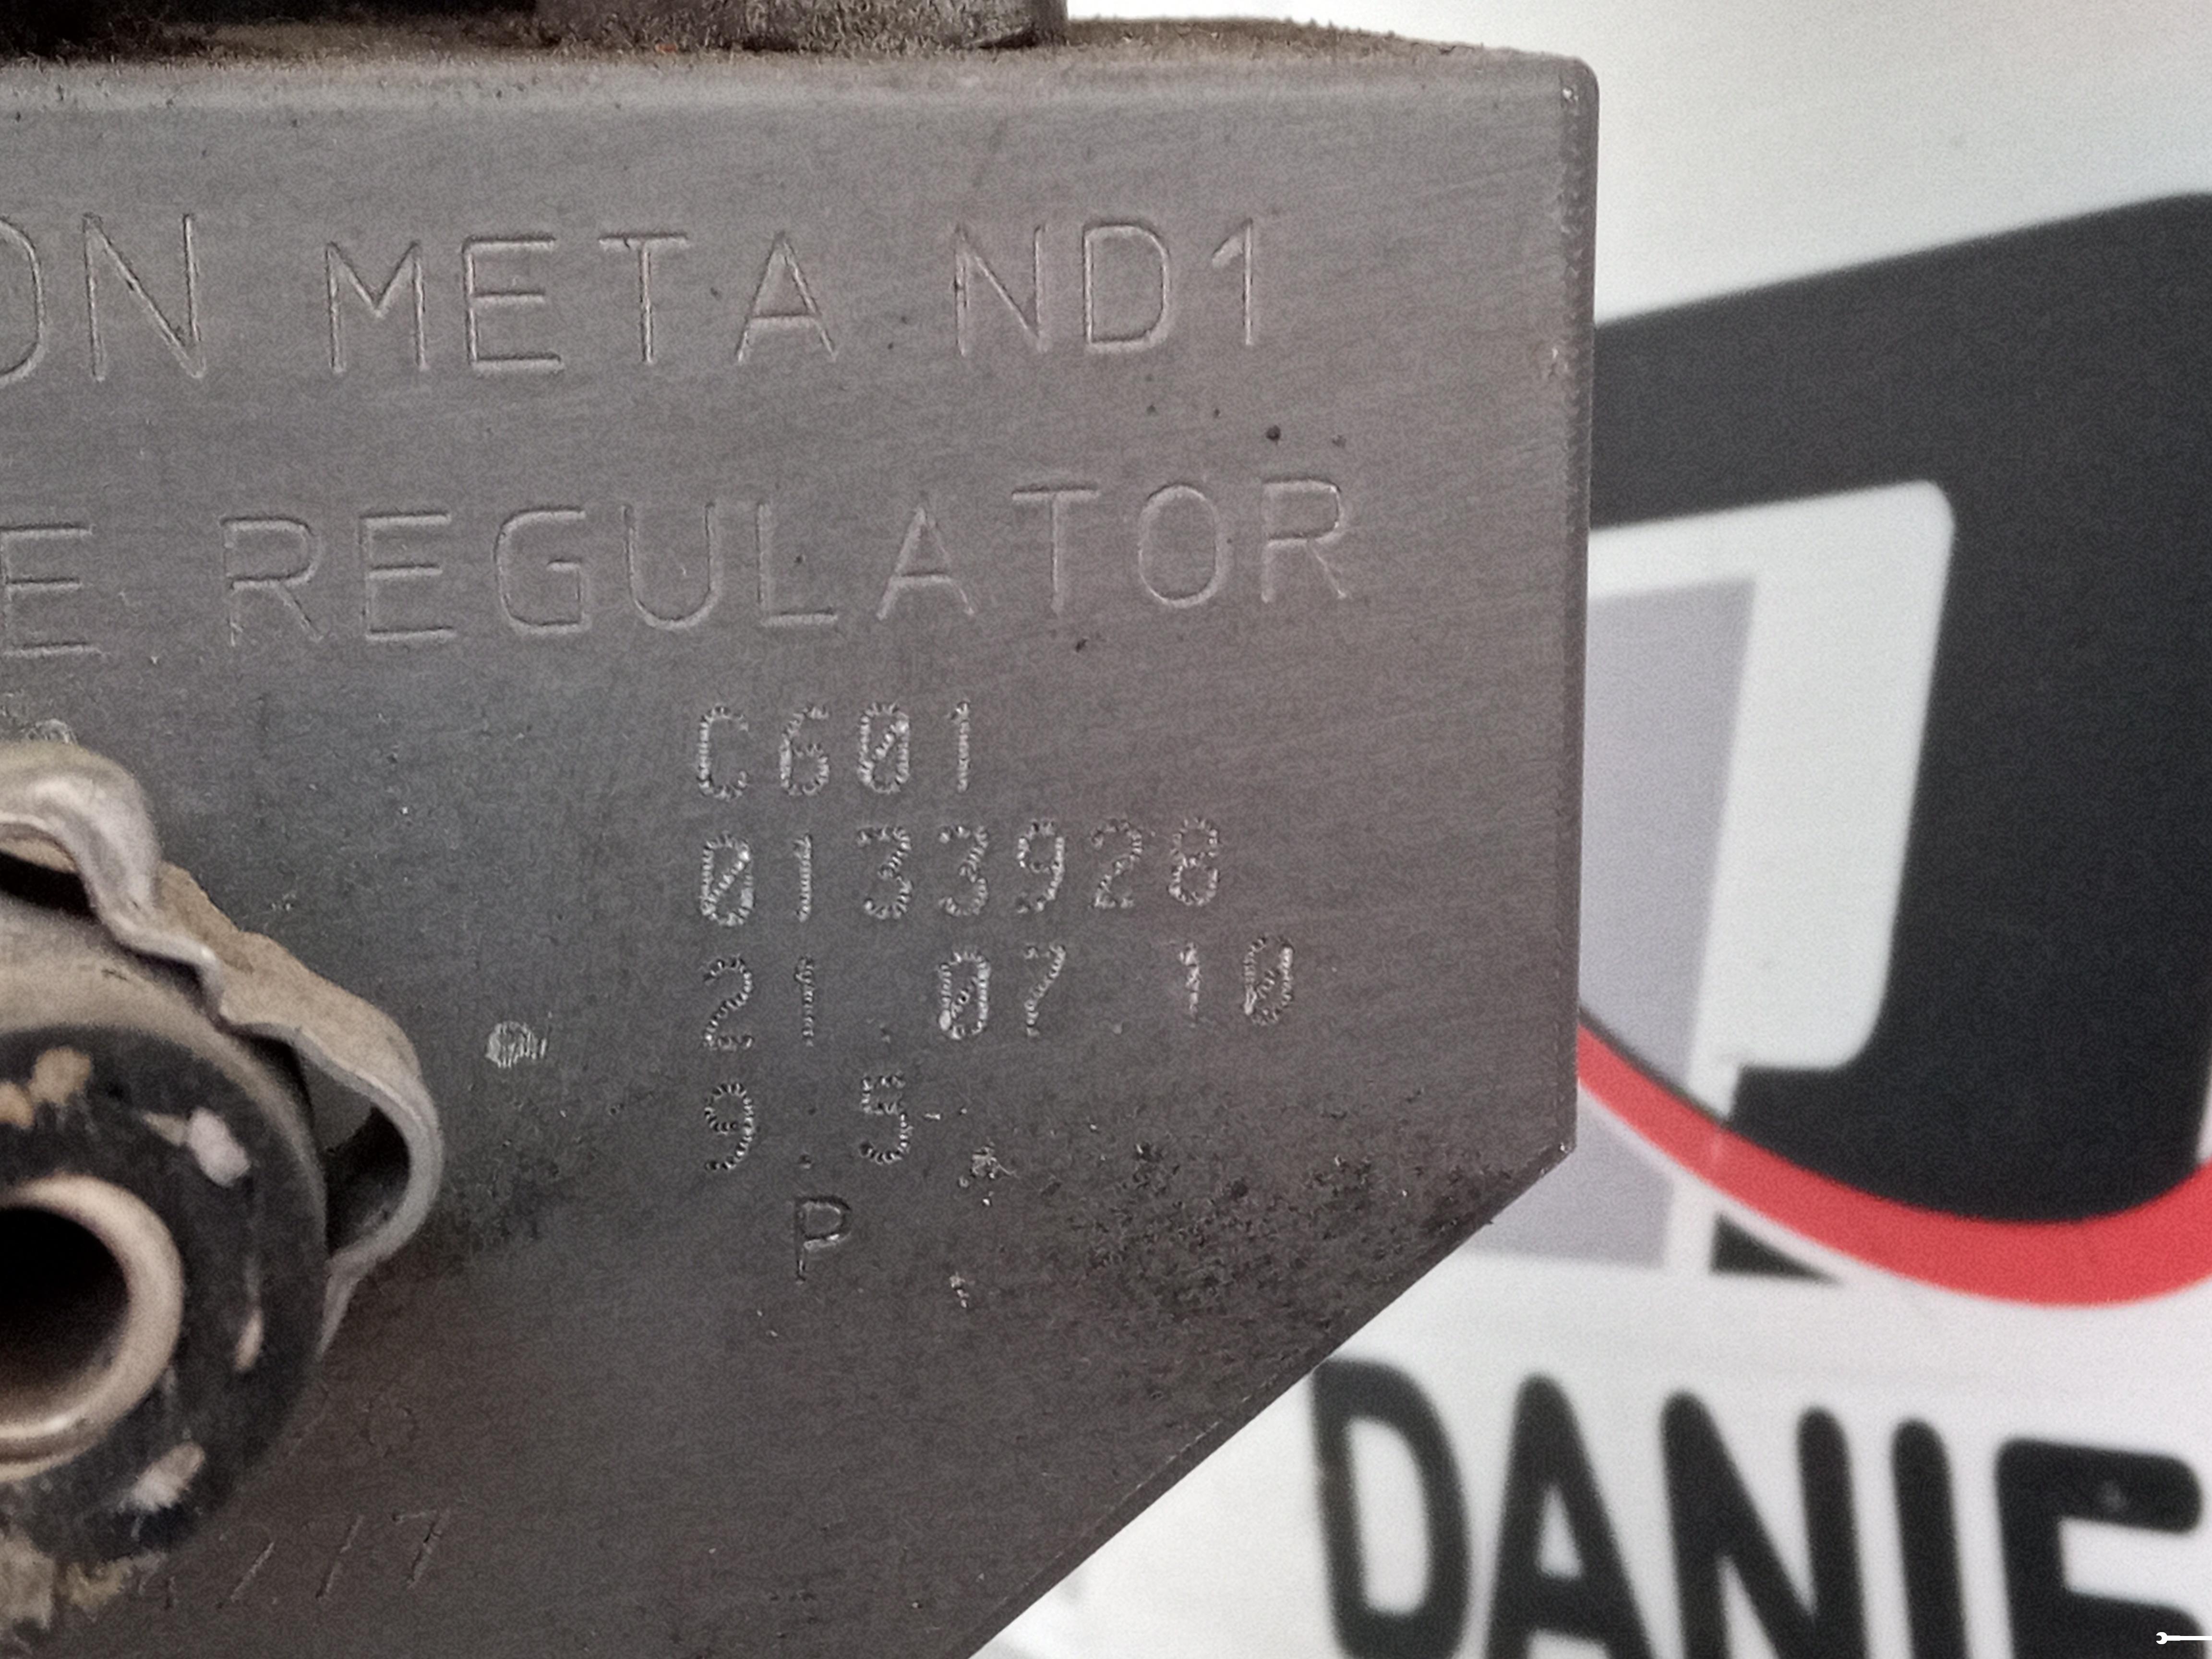 ON META ND1
E REGULATOR
C601
0133928
21.07.10
9.5
P
DANIE